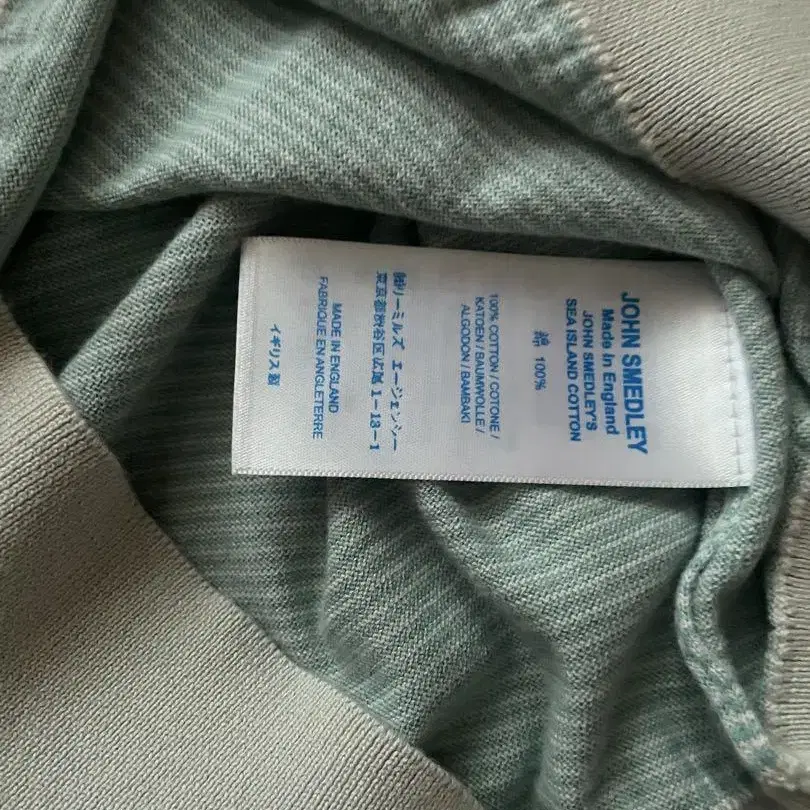 JOHN SMEDLEY
Made in England
JOHN SMEDLEY'S
SEA ISLAND COTTON
綿 100%
100% COTTON / COTONE /
KATOEN / BAUMWOLLE /
ALGODON / BAMBAKI
㈱リーミルズ エージェンシー
東京都渋谷区広尾 1-13-1
MADE IN ENGLAND
FABRIQUE EN ANGLETERRE
イギリス製